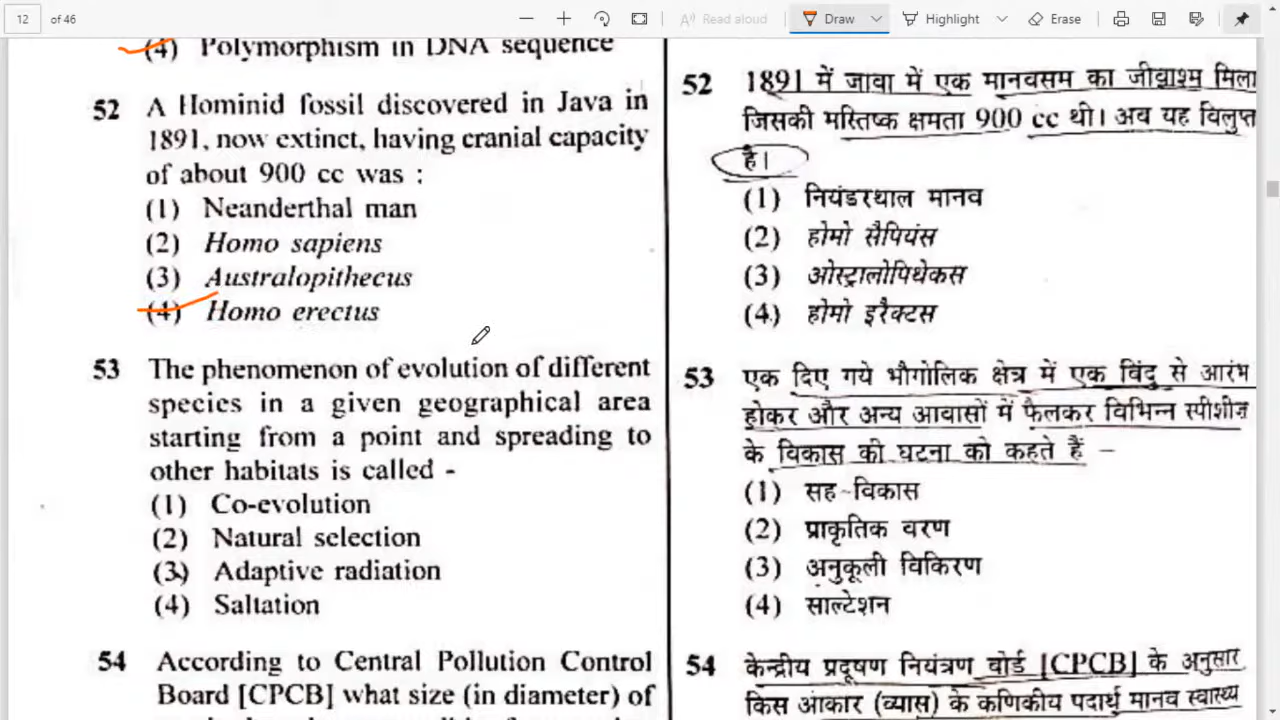 12 of 46
Read aloud
Draw
Highlight
Erase
(4) Polymorphism in DNA sequence
52 A Hominid fossil discovered in Java in
1891, now extinct, having cranial capacity
of about 900 cc was :
(1) Neanderthal man
(2) Homo sapiens
(3) Australopithecus
(4) Homo erectus
53 The phenomenon of evolution of different
species in a given geographical area
starting from a point and spreading to
other habitats is called -
(1) Co-evolution
(2) Natural selection
(3) Adaptive radiation
(4) Saltation
54 According to Central Pollution Control
Board [CPCB] what size (in diameter) of
52 1891 में जावा में एक मानवसम का जीवाश्म मिला
जिसकी मस्तिष्क क्षमता 900 cc थी। अब यह विलुप्त
है।
(1) नियंडरथाल मानव
(2) होमो सैपियंस
(3) ओस्ट्रालोपिथेकस
(4) होमो इरैक्टस
53 एक दिए गये भौगोलिक क्षेत्र में एक बिंदु से आरंभ
होकर और अन्य आवासों में फैलकर विभिन्न स्पीशीज
के विकास की घटना को कहते हैं -
(1) सह-विकास
(2) प्राकृतिक वरण
(3) अनुकूली विकिरण
(4) साल्टेशन
54 केन्द्रीय प्रदूषण नियंत्रण बोर्ड [CPCB] के अनुसार
किस आकार (व्यास) के कणिकीय पदार्थ मानव स्वास्थ्य